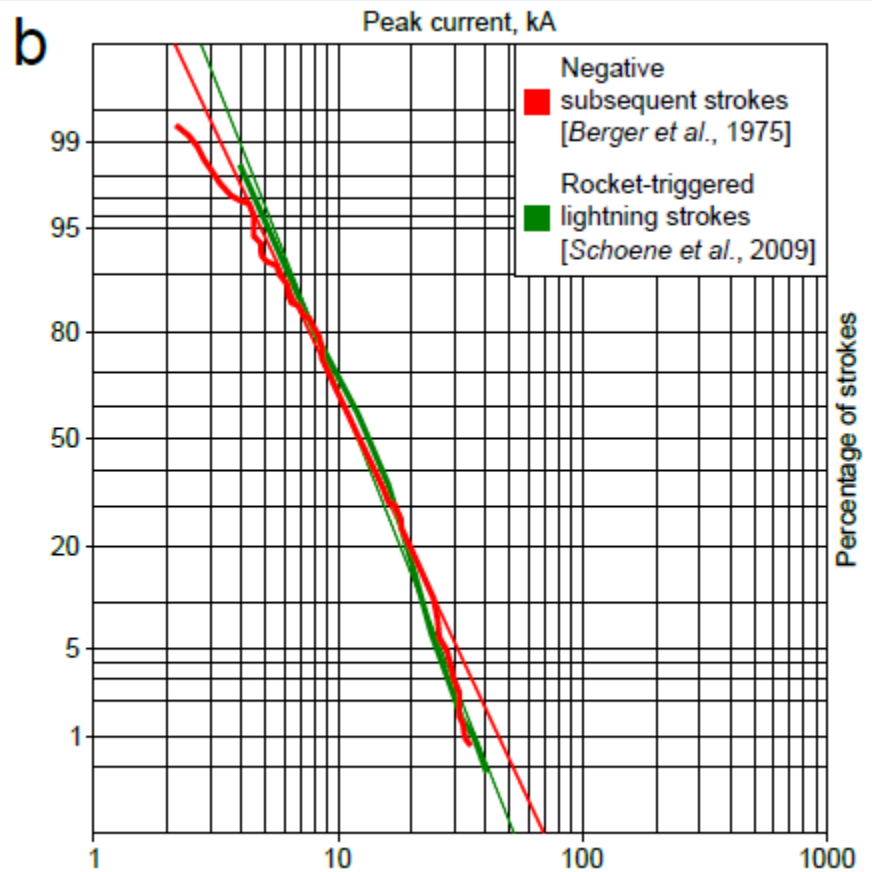 b
Peak current, kA
Negative
subsequent strokes
[Berger et al., 1975]
Rocket-triggered
lightning strokes
[Schoene et al., 2009]
99
95
80
50
20
5
1
Percentage of strokes
1
10
100
1000